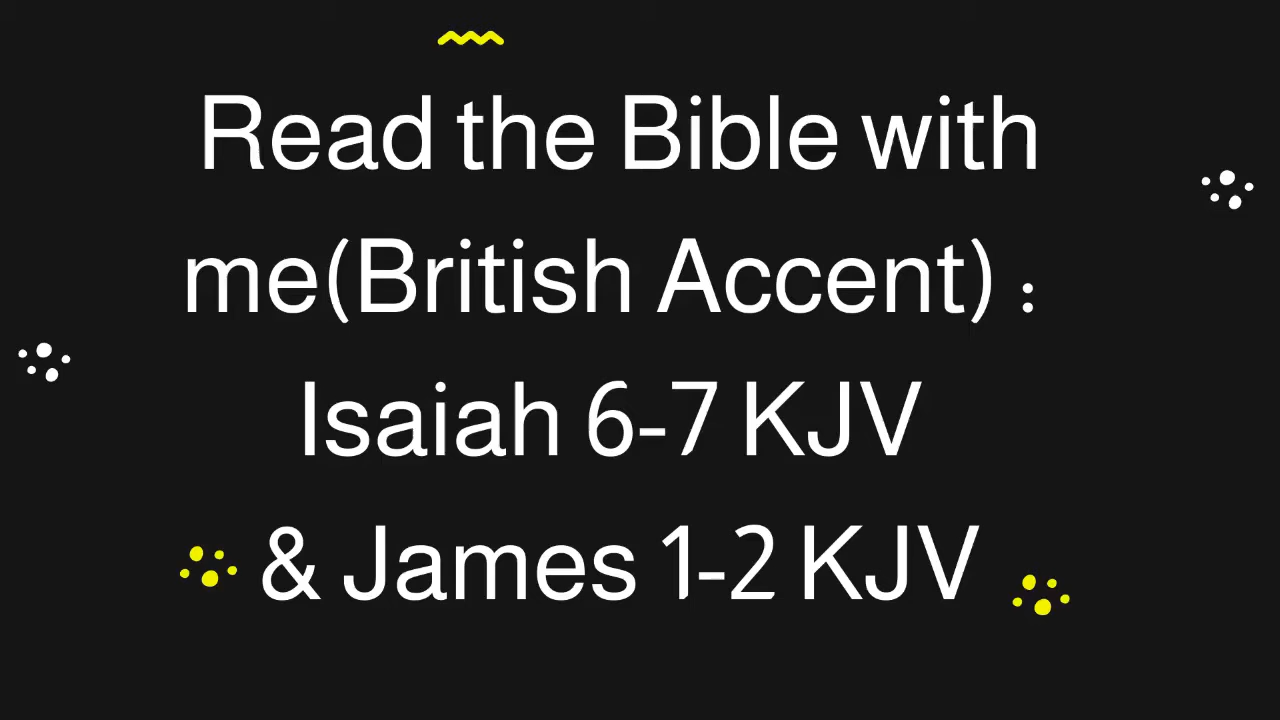 Read the Bible with
me(British Accent) :
Isaiah 6-7 KJV
& James 1-2 KJV